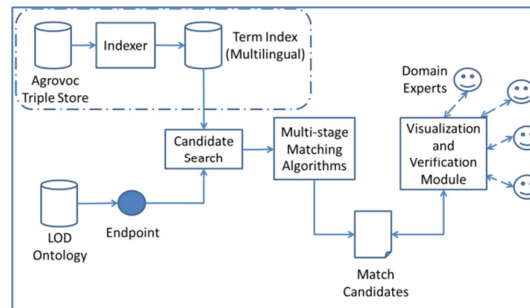 Indexer
Term Index
(Multilingual)
Agrovoc
Triple Store
Domain
Experts
Candidate
Search
Multi-stage
Matching
Algorithms
Visualization
and
Verification
Module
LOD
Ontology
Endpoint
Match
Candidates